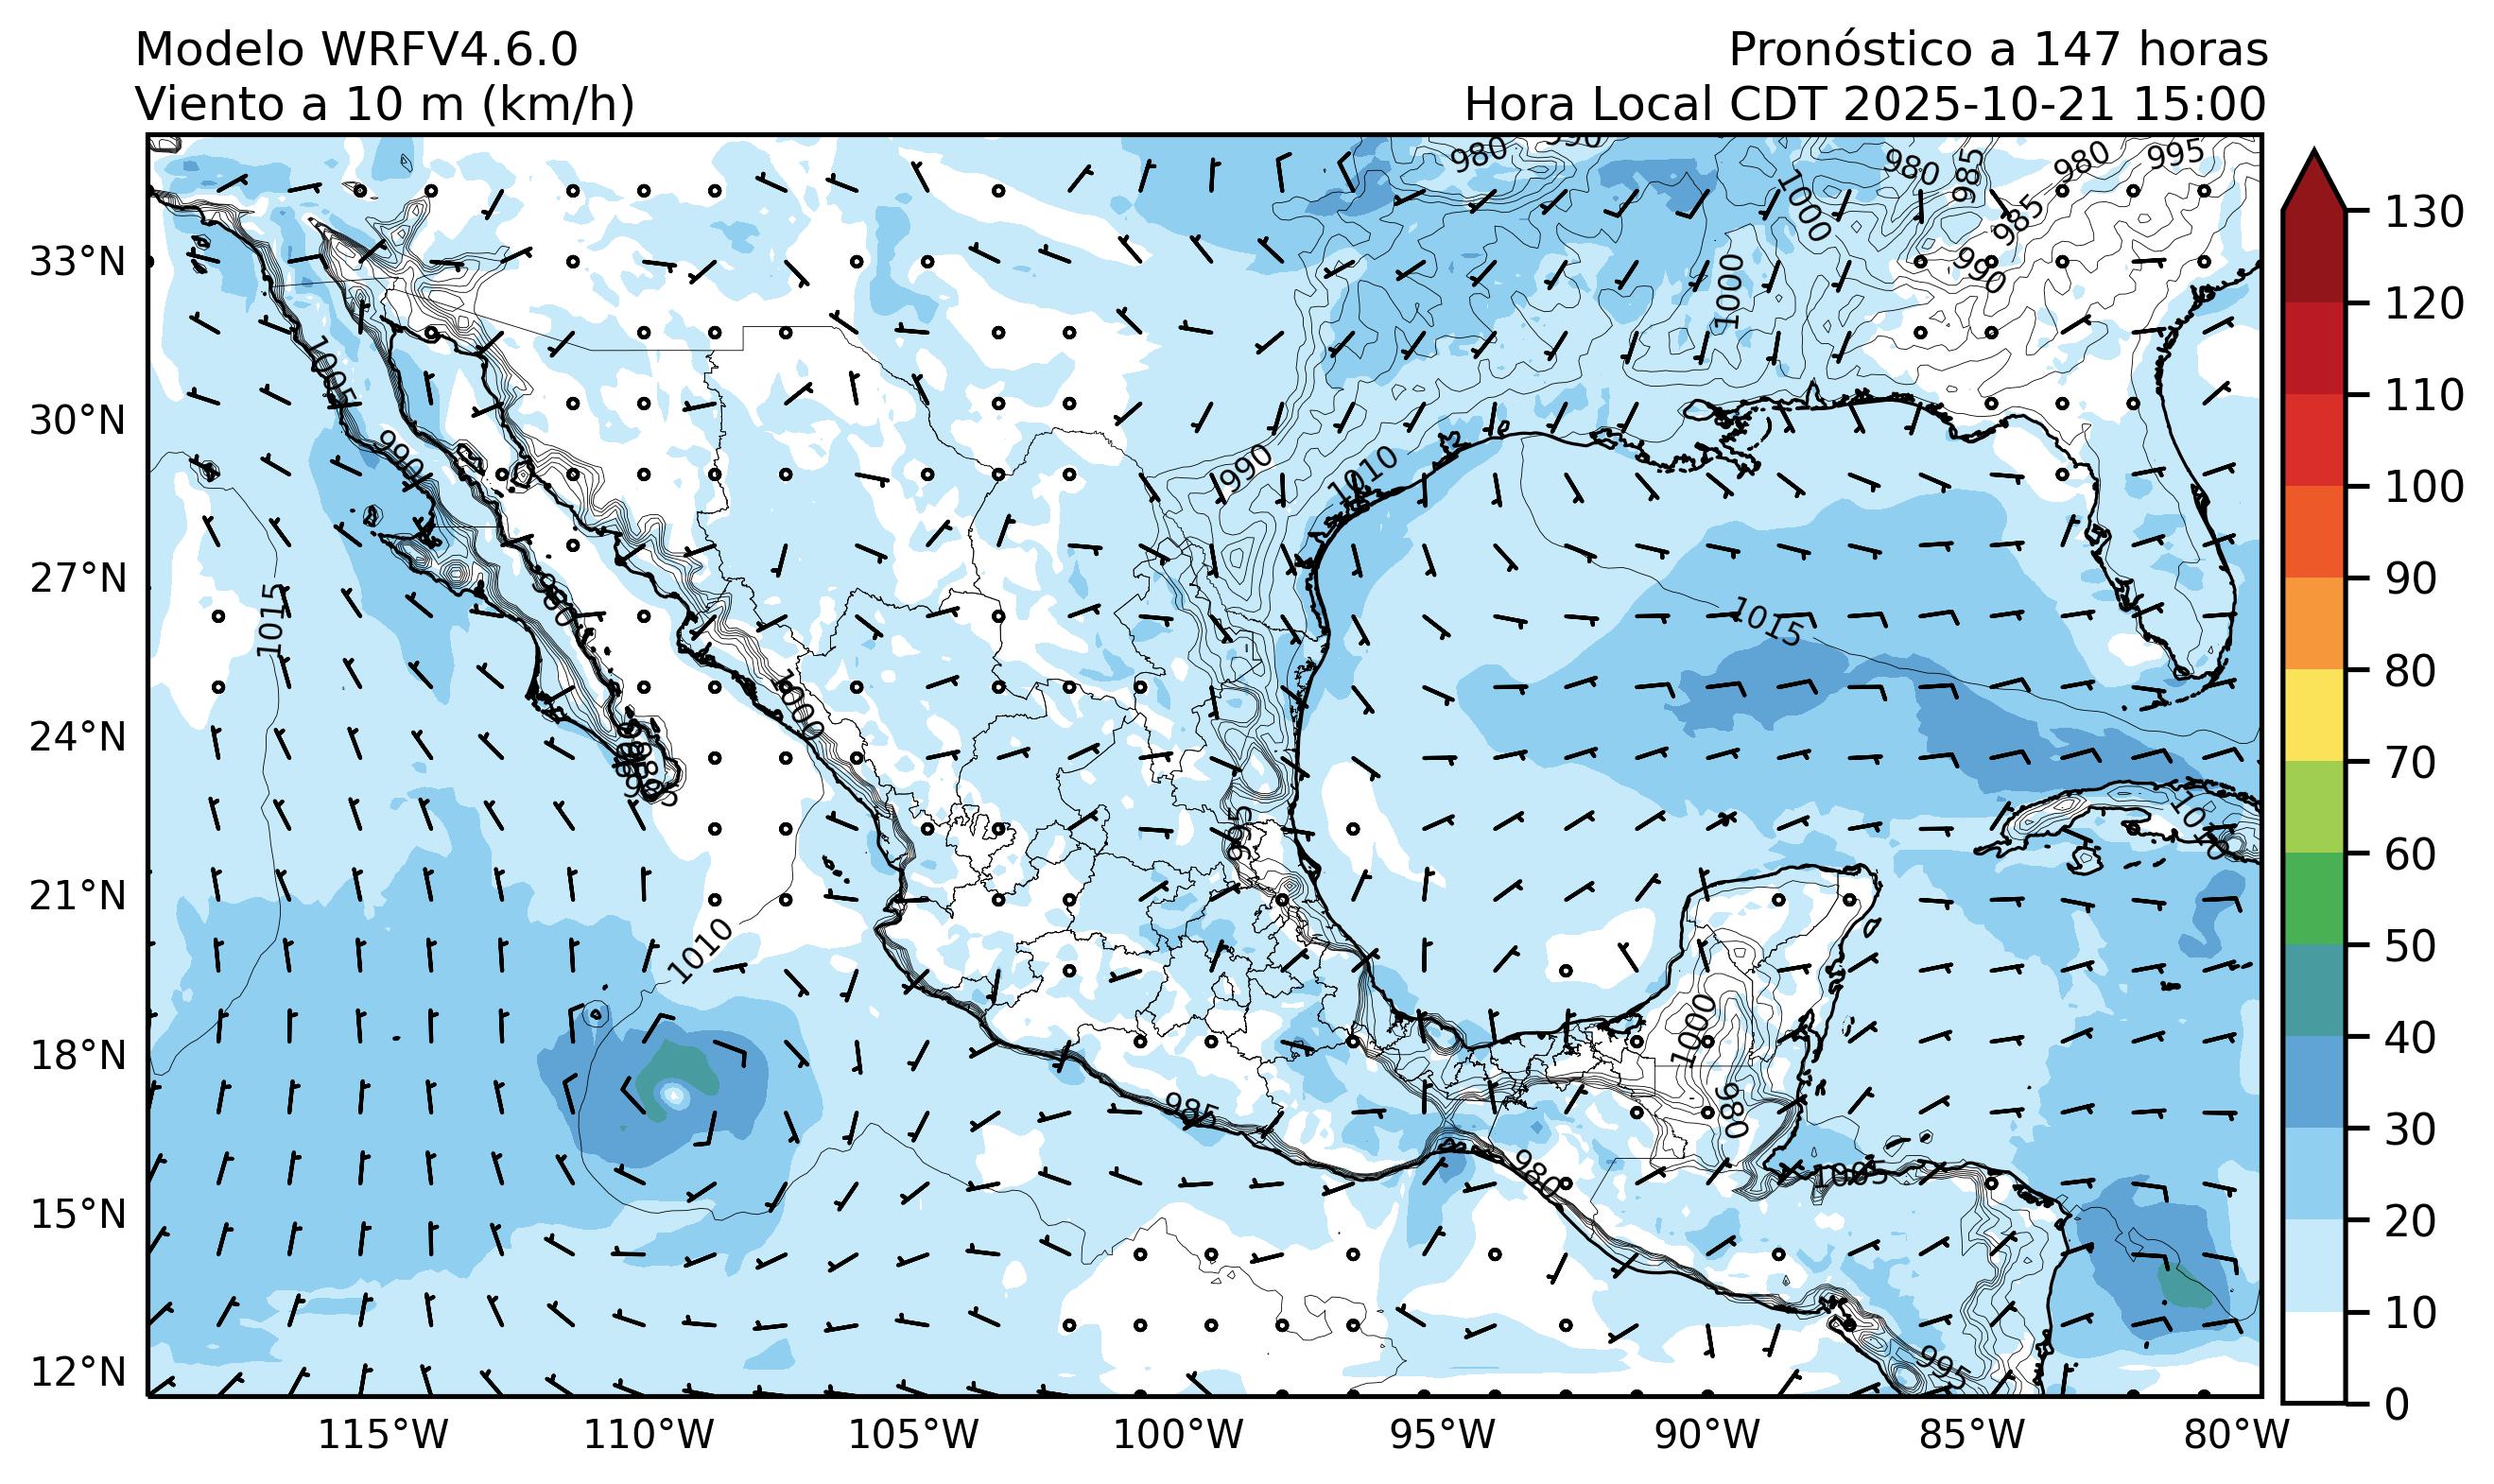 Modelo WRFV4.6.0
Pronóstico a 147 horas
Viento a 10 m (km/h)
Hora Local CDT 2025-10-21 15:00
33°N
30°N
27°N
24°N
21°N
18°N
15°N
12°N
115°W
110°W
105°W
100°W
95°W
90°W
85°W
80°W
130
120
110
100
90
80
70
60
50
40
30
20
10
0
980
990
980
985
980
995
1000
985
990
1000
1005
990
990
1010
1015
1015
1000
995
1010
1010
1000
985
980
980
1005
995